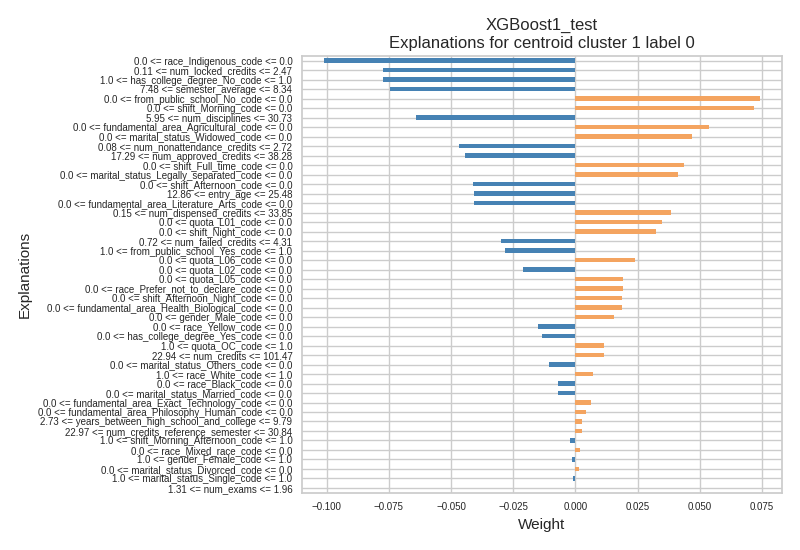 XGBoost1_test
Explanations for centroid cluster 1 label 0
0.0 <= race_Indigenous_code <= 0.0
0.11 <= num_locked_credits <= 2.47
1.0 <= has_college_degree_No_code <= 1.0
7.48 <= semester_average <= 8.34
0.0 <= from_public_school_No_code <= 0.0
0.0 <= shift_Morning_code <= 0.0
5.95 <= num_disciplines <= 30.73
0.0 <= fundamental_area_Agricultural_code <= 0.0
0.0 <= marital_status_Widowed_code <= 0.0
0.08 <= num_nonattendance_credits <= 2.72
17.29 <= num_approved_credits <= 38.28
0.0 <= shift_Full_time_code <= 0.0
0.0 <= marital_status_Legally_separated_code <= 0.0
0.0 <= shift_Afternoon_code <= 0.0
12.86 <= entry_age <= 25.48
0.0 <= fundamental_area_Literature_Arts_code <= 0.0
0.15 <= num_dispensed_credits <= 33.85
0.0 <= quota_L01_code <= 0.0
0.0 <= shift_Night_code <= 0.0
0.72 <= num_failed_credits <= 4.31
1.0 <= from_public_school_Yes_code <= 1.0
0.0 <= quota_L06_code <= 0.0
0.0 <= quota_L02_code <= 0.0
0.0 <= quota_L05_code <= 0.0
0.0 <= race_Prefer_not_to_declare_code <= 0.0
0.0 <= shift_Afternoon_Night_code <= 0.0
0.0 <= fundamental_area_Health_Biological_code <= 0.0
0.0 <= gender_Male_code <= 0.0
0.0 <= race_Yellow_code <= 0.0
0.0 <= has_college_degree_Yes_code <= 0.0
1.0 <= quota_OC_code <= 1.0
22.94 <= num_credits <= 101.47
0.0 <= marital_status_Others_code <= 0.0
1.0 <= race_White_code <= 1.0
0.0 <= race_Black_code <= 0.0
0.0 <= marital_status_Married_code <= 0.0
0.0 <= fundamental_area_Exact_Technology_code <= 0.0
0.0 <= fundamental_area_Philosophy_Human_code <= 0.0
2.73 <= years_between_high_school_and_college <= 9.79
22.97 <= num_credits_reference_semester <= 30.84
1.0 <= shift_Morning_Afternoon_code <= 1.0
0.0 <= race_Mixed_race_code <= 0.0
1.0 <= gender_Female_code <= 1.0
0.0 <= marital_status_Divorced_code <= 0.0
1.0 <= marital_status_Single_code <= 1.0
1.31 <= num_exams <= 1.96
Explanations
−0.100 −0.075 −0.050 −0.025 0.000 0.025 0.050 0.075
Weight